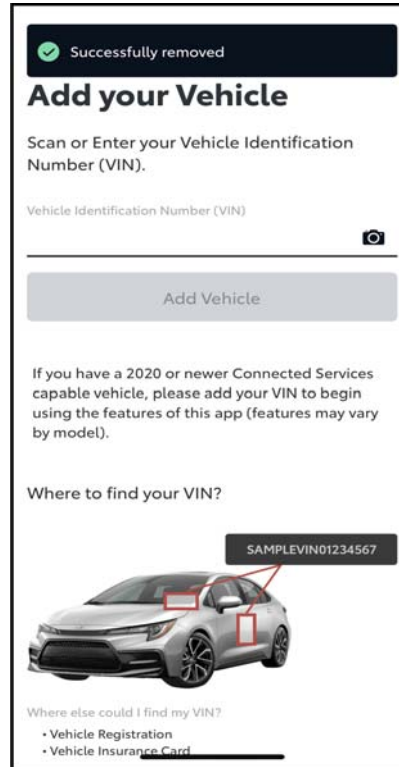 Successfully removed
Add your Vehicle
Scan or Enter your Vehicle Identification
Number (VIN).
Vehicle Identification Number (VIN)
Add Vehicle
If you have a 2020 or newer Connected Services
capable vehicle, please add your VIN to begin
using the features of this app (features may vary
by model).
Where to find your VIN?
SAMPLEVIN01234567
Where else could I find my VIN?
• Vehicle Registration
• Vehicle Insurance Card